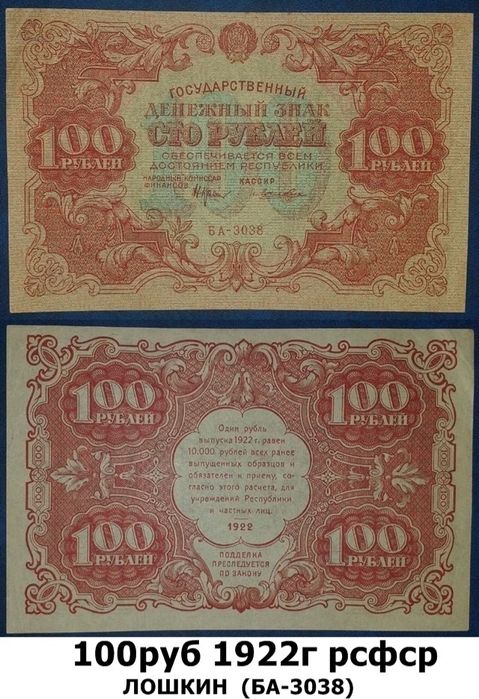 ГОСУДАРСТВЕННЫЙ
ДЕНЕЖНЫЙ ЗНАК
СТО РУБЛЕЙ
ОБЕСПЕЧИВАЕТСЯ ВСЕМ
ДОСТОЯНИЕМ РЕСПУБЛИКИ
НАРОДНЫЙ КОМИССАР
ФИНАНСОВ
КАССИР
100
РУБЛЕЙ
100
РУБЛЕЙ
БА-3038
100
РУБЛЕЙ
100
РУБЛЕЙ
Один рубль
выпуска 1922 г. равен
10.000 рублей всех ранее
выпущенных образцов и
обязателен к приему, со-
гласно этого расчета, для
учреждений Республики
и частных лиц.
1922
100
РУБЛЕЙ
100
РУБЛЕЙ
ПОДДЕЛКА
ПРЕСЛЕДУЕТСЯ
ПО ЗАКОНУ
100руб 1922г рсфср
ЛОШКИН (БА-3038)